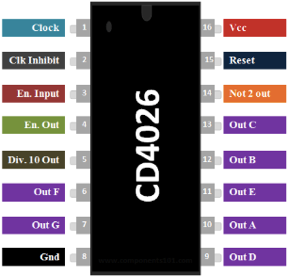 Clock 1 16 Vcc
Clk Inhibit 2 15 Reset
En. Input 3 14 Not 2 out
En. Out 4 13 Out C
Div. 10 Out 5 12 Out B
Out F 6 11 Out E
Out G 7 10 Out A
Gnd 8 9 Out D
CD4026